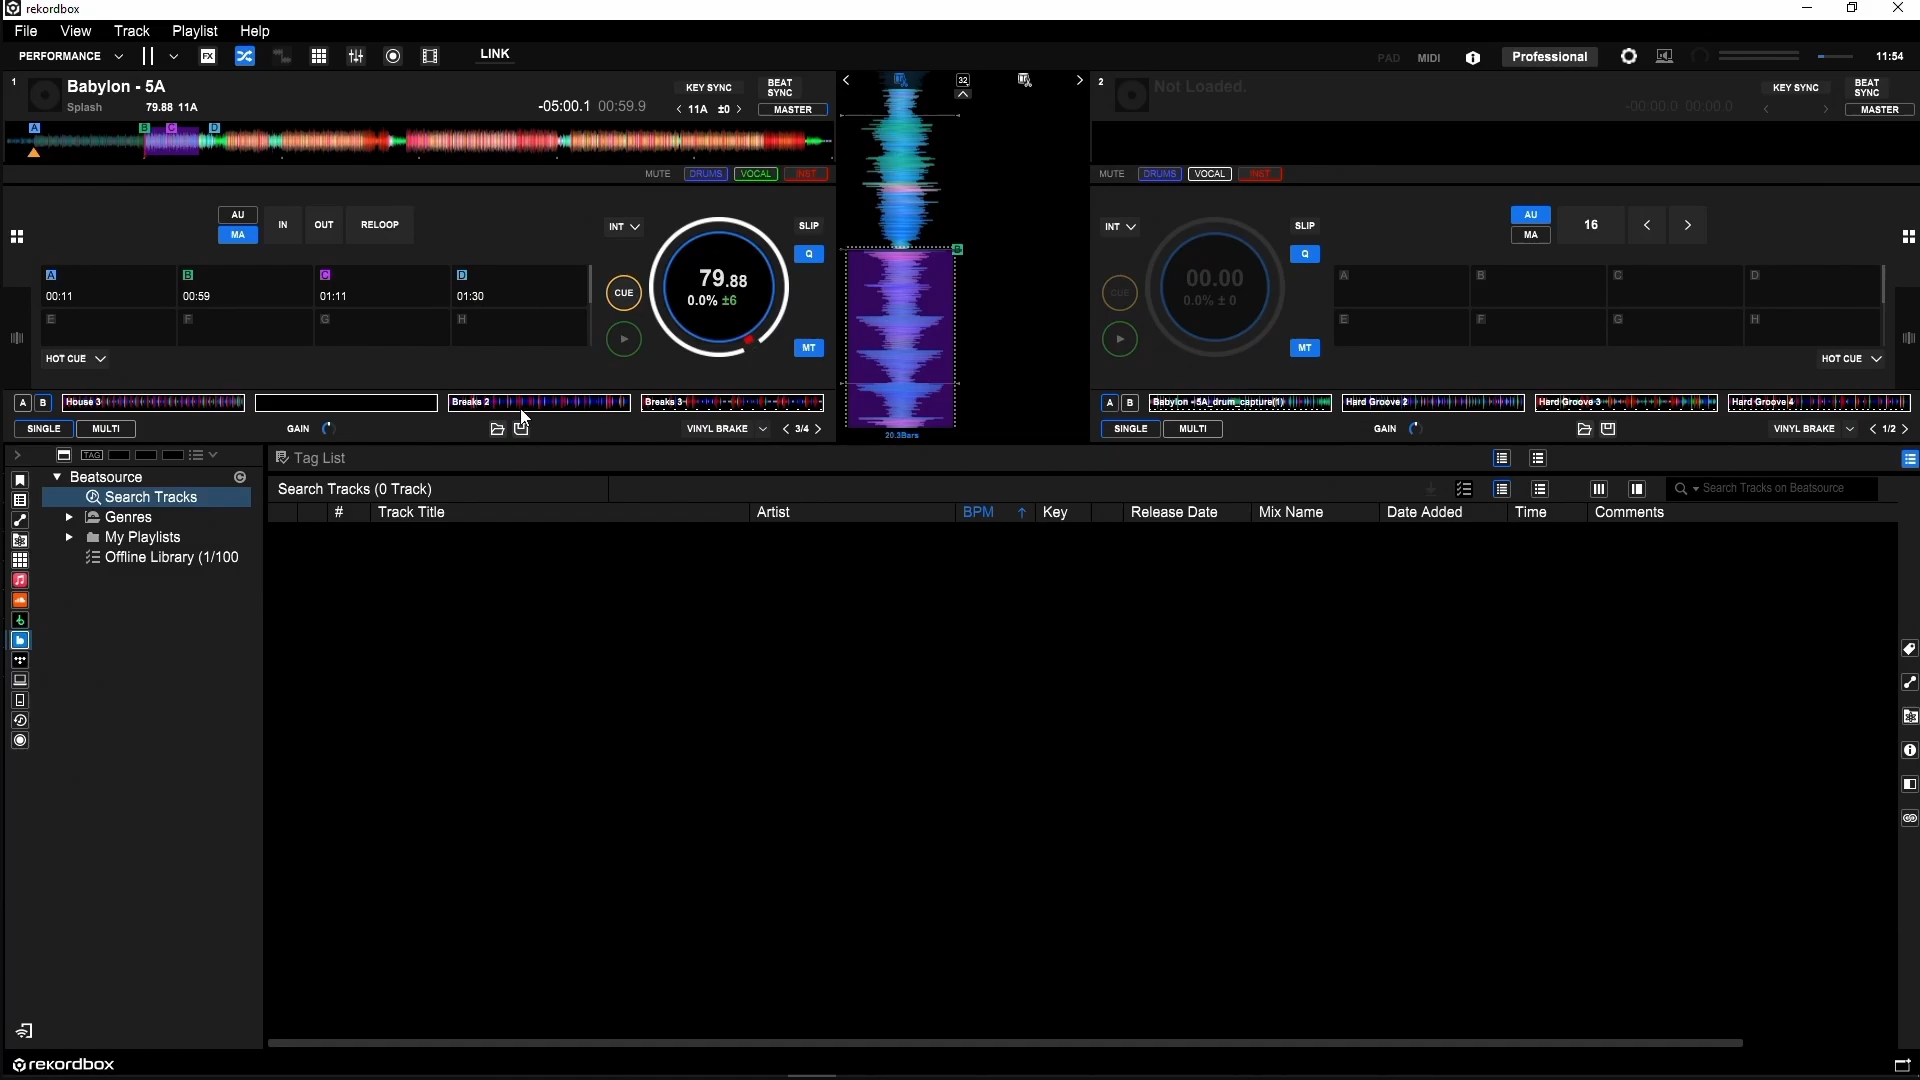 rekordbox
File View Track Playlist Help
PERFORMANCE FX LINK PAD MIDI Professional 11:54
1 Babylon - 5A KEY SYNC BEAT SYNC
Splash 79.88 11A -05:00.1 00:59.9 < 11A ±0 > MASTER
A B C D
MUTE DRUMS VOCAL INST
AU MA IN OUT RELOOP INT SLIP
Q
CUE 79.88
0.0% ±6
MT
A B C D
00:11 00:59 01:11 01:30
E F G H
HOT CUE
A B House 3 Breaks 2 Breaks 3
SINGLE MULTI GAIN VINYL BRAKE < 3/4 >
32
B
20.3Bars
2 Not Loaded. KEY SYNC BEAT SYNC
-00:00.0 00:00.0 < > MASTER
MUTE DRUMS VOCAL INST
INT SLIP AU MA 16 < >
Q
CUE 00.00
0.0% ± 0
MT
A B C D
E F G H
HOT CUE
A B Babylon - 5A_drum_capture(1) Hard Groove 2 Hard Groove 3 Hard Groove 4
SINGLE MULTI GAIN VINYL BRAKE < 1/2 >
TAG
Tag List
Beatsource
Search Tracks
Genres
My Playlists
Offline Library (1/100
Search Tracks (0 Track) Search Tracks on Beatsource
# Track Title Artist BPM Key Release Date Mix Name Date Added Time Comments
rekordbox